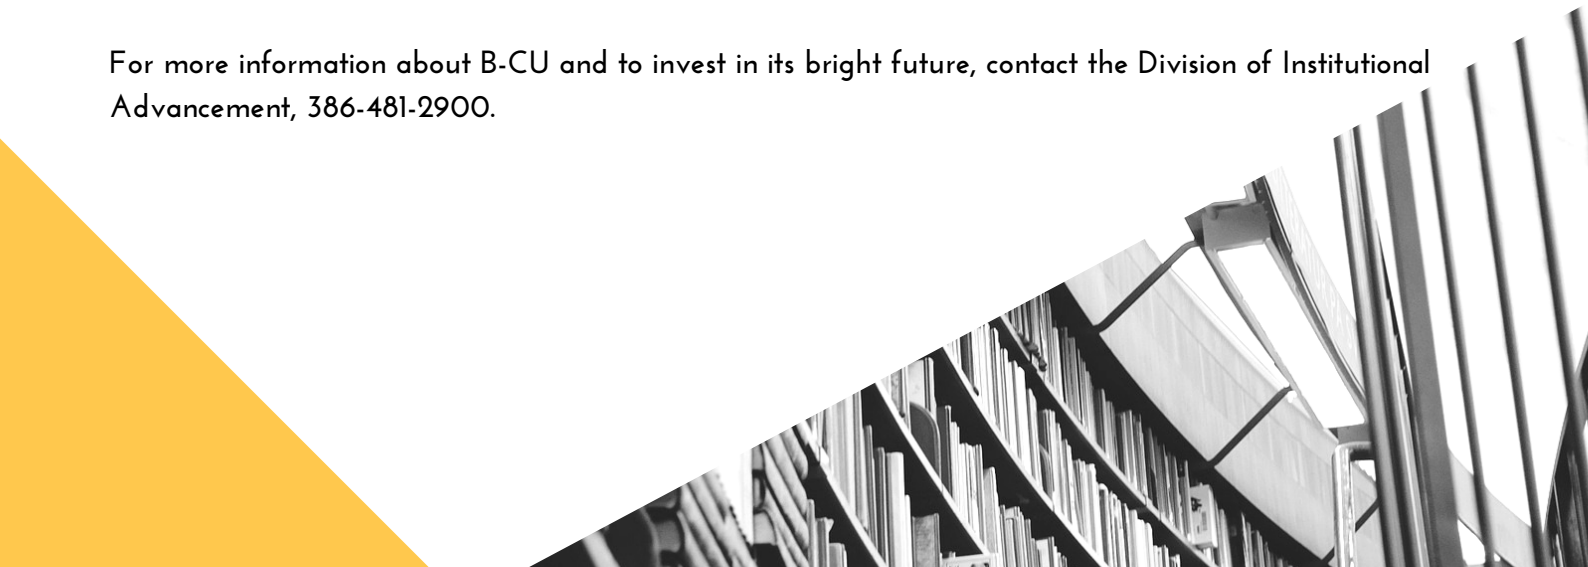 For more information about B-CU and to invest in its bright future, contact the Division of Institutional
Advancement, 386-481-2900.